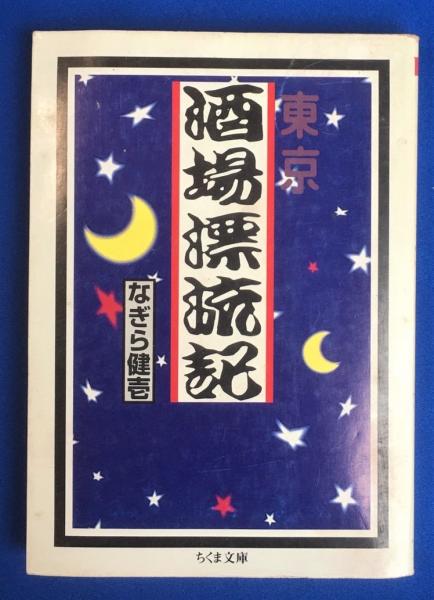 東京
酒場漂流記
なぎら健壱
ちくま文庫